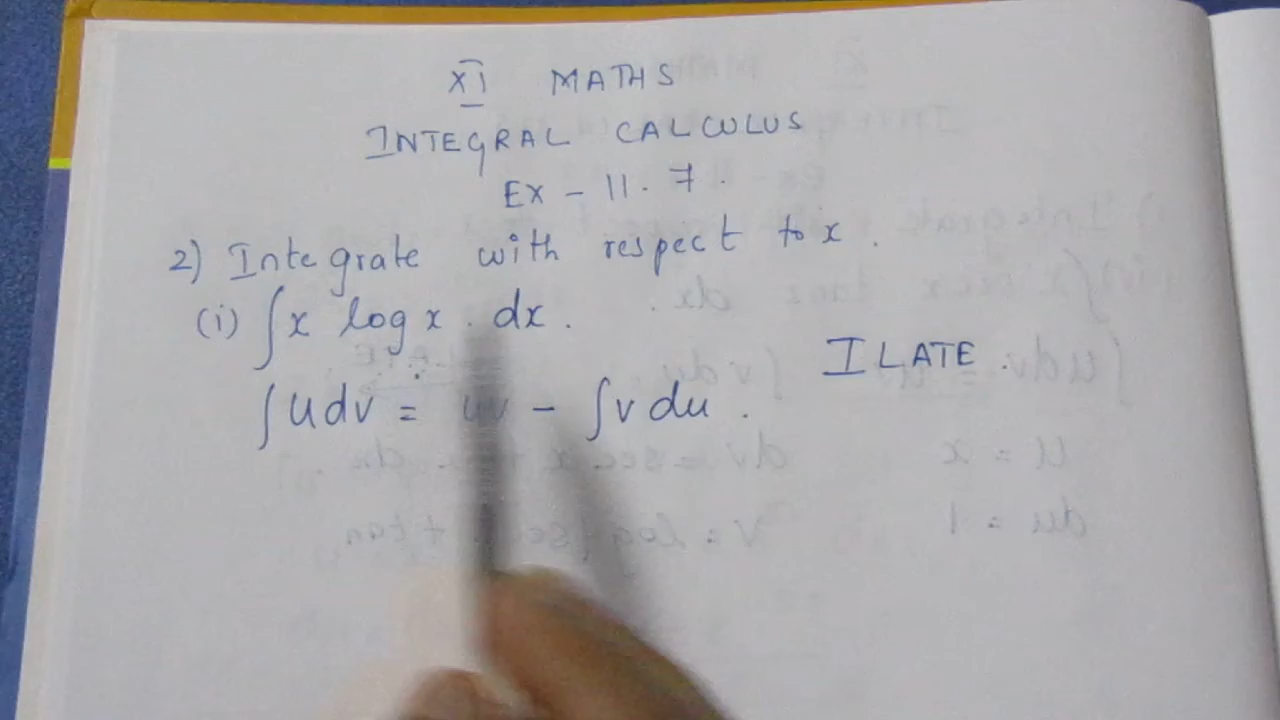 XI MATHS
INTEGRAL CALCULUS
EX - 11.7.
2) Integrate with respect to x.
(i) ∫x log x . dx.
ILATE.
∫udv = uv - ∫v du.